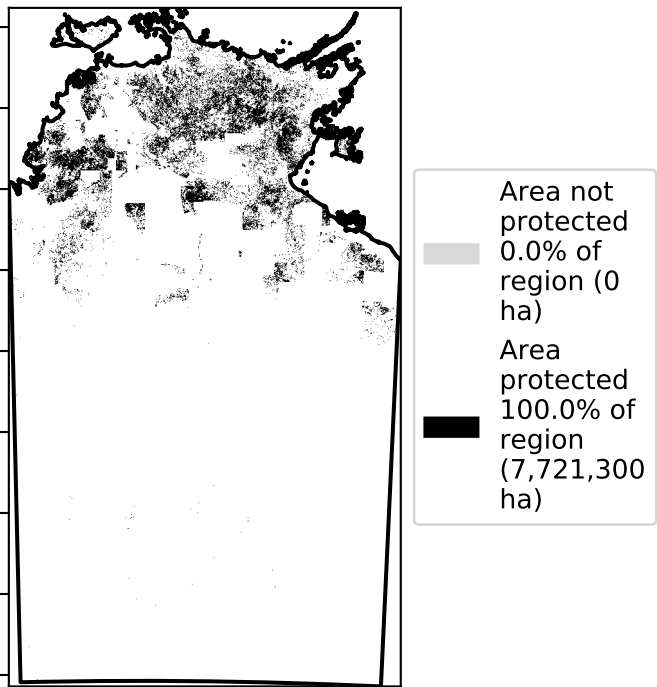 Area not
protected
0.0% of
region (0
ha)
Area
protected
100.0% of
region
(7,721,300
ha)